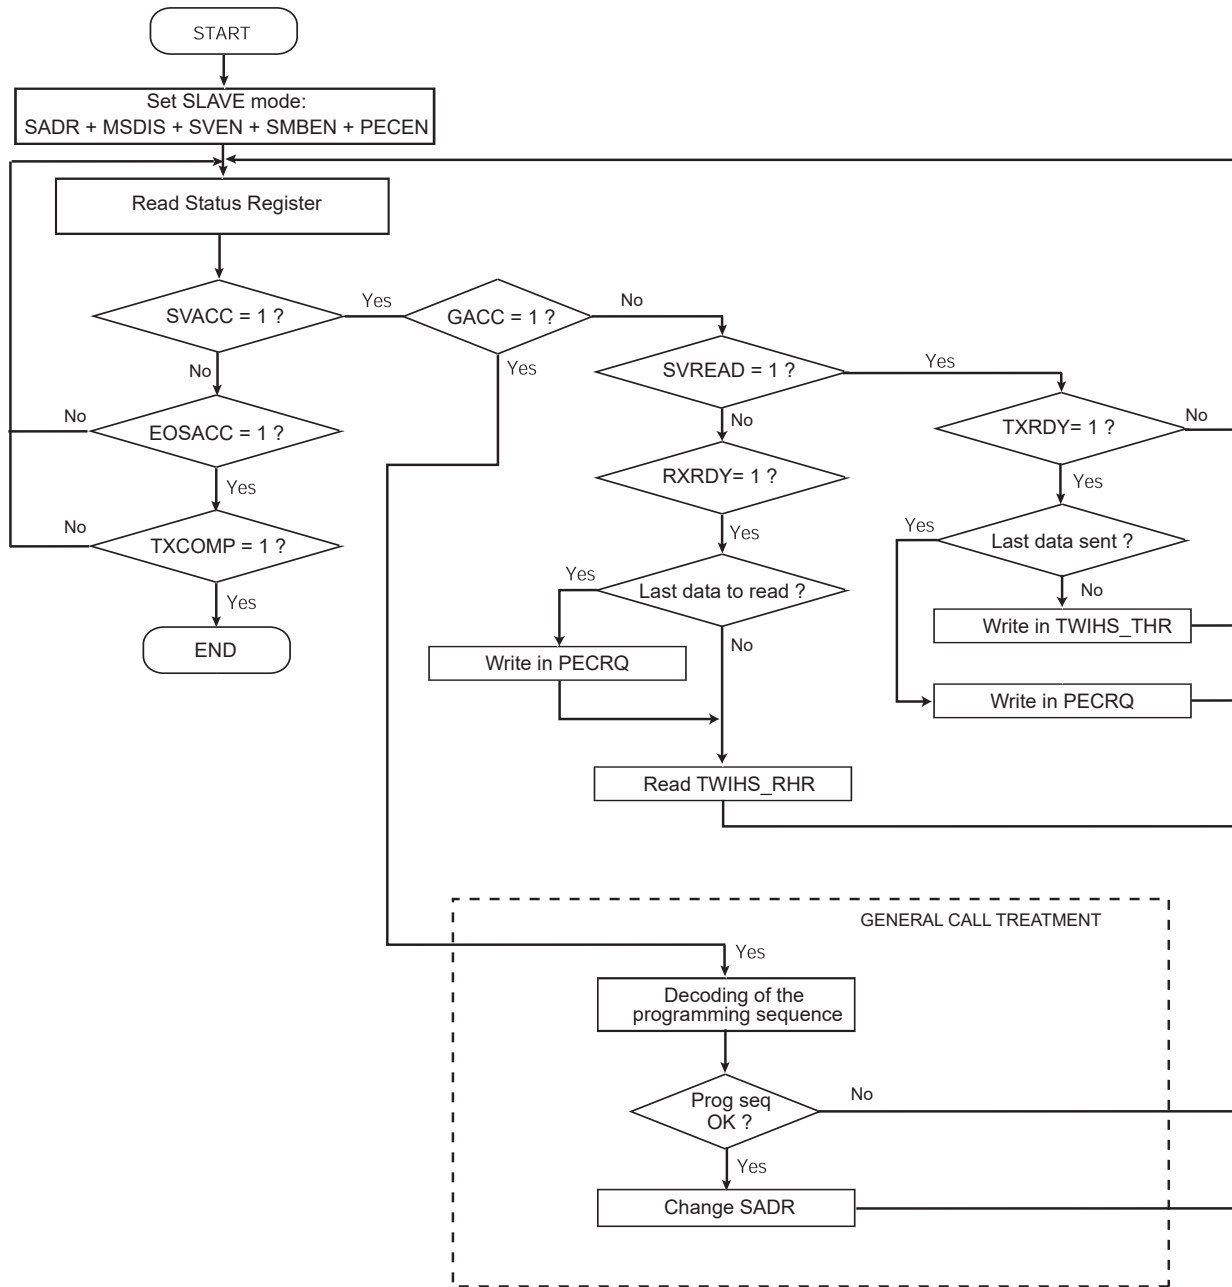 START
Set SLAVE mode:
SADR + MSDIS + SVEN + SMBEN + PECEN
Read Status Register
SVACC = 1 ?
Yes
GACC = 1 ?
No
SVREAD = 1 ?
Yes
No
Yes
No
EOSACC = 1 ?
No
TXRDY= 1 ?
No
RXRDY= 1 ?
Yes
Yes
No
TXCOMP = 1 ?
Yes
Yes
Last data sent ?
Yes
Last data to read ?
No
Yes
END
No
Write in TWIHS_THR
Write in PECRQ
Write in PECRQ
Read TWIHS_RHR
GENERAL CALL TREATMENT
Yes
Decoding of the
programming sequence
Prog seq
OK ?
No
Yes
Change SADR